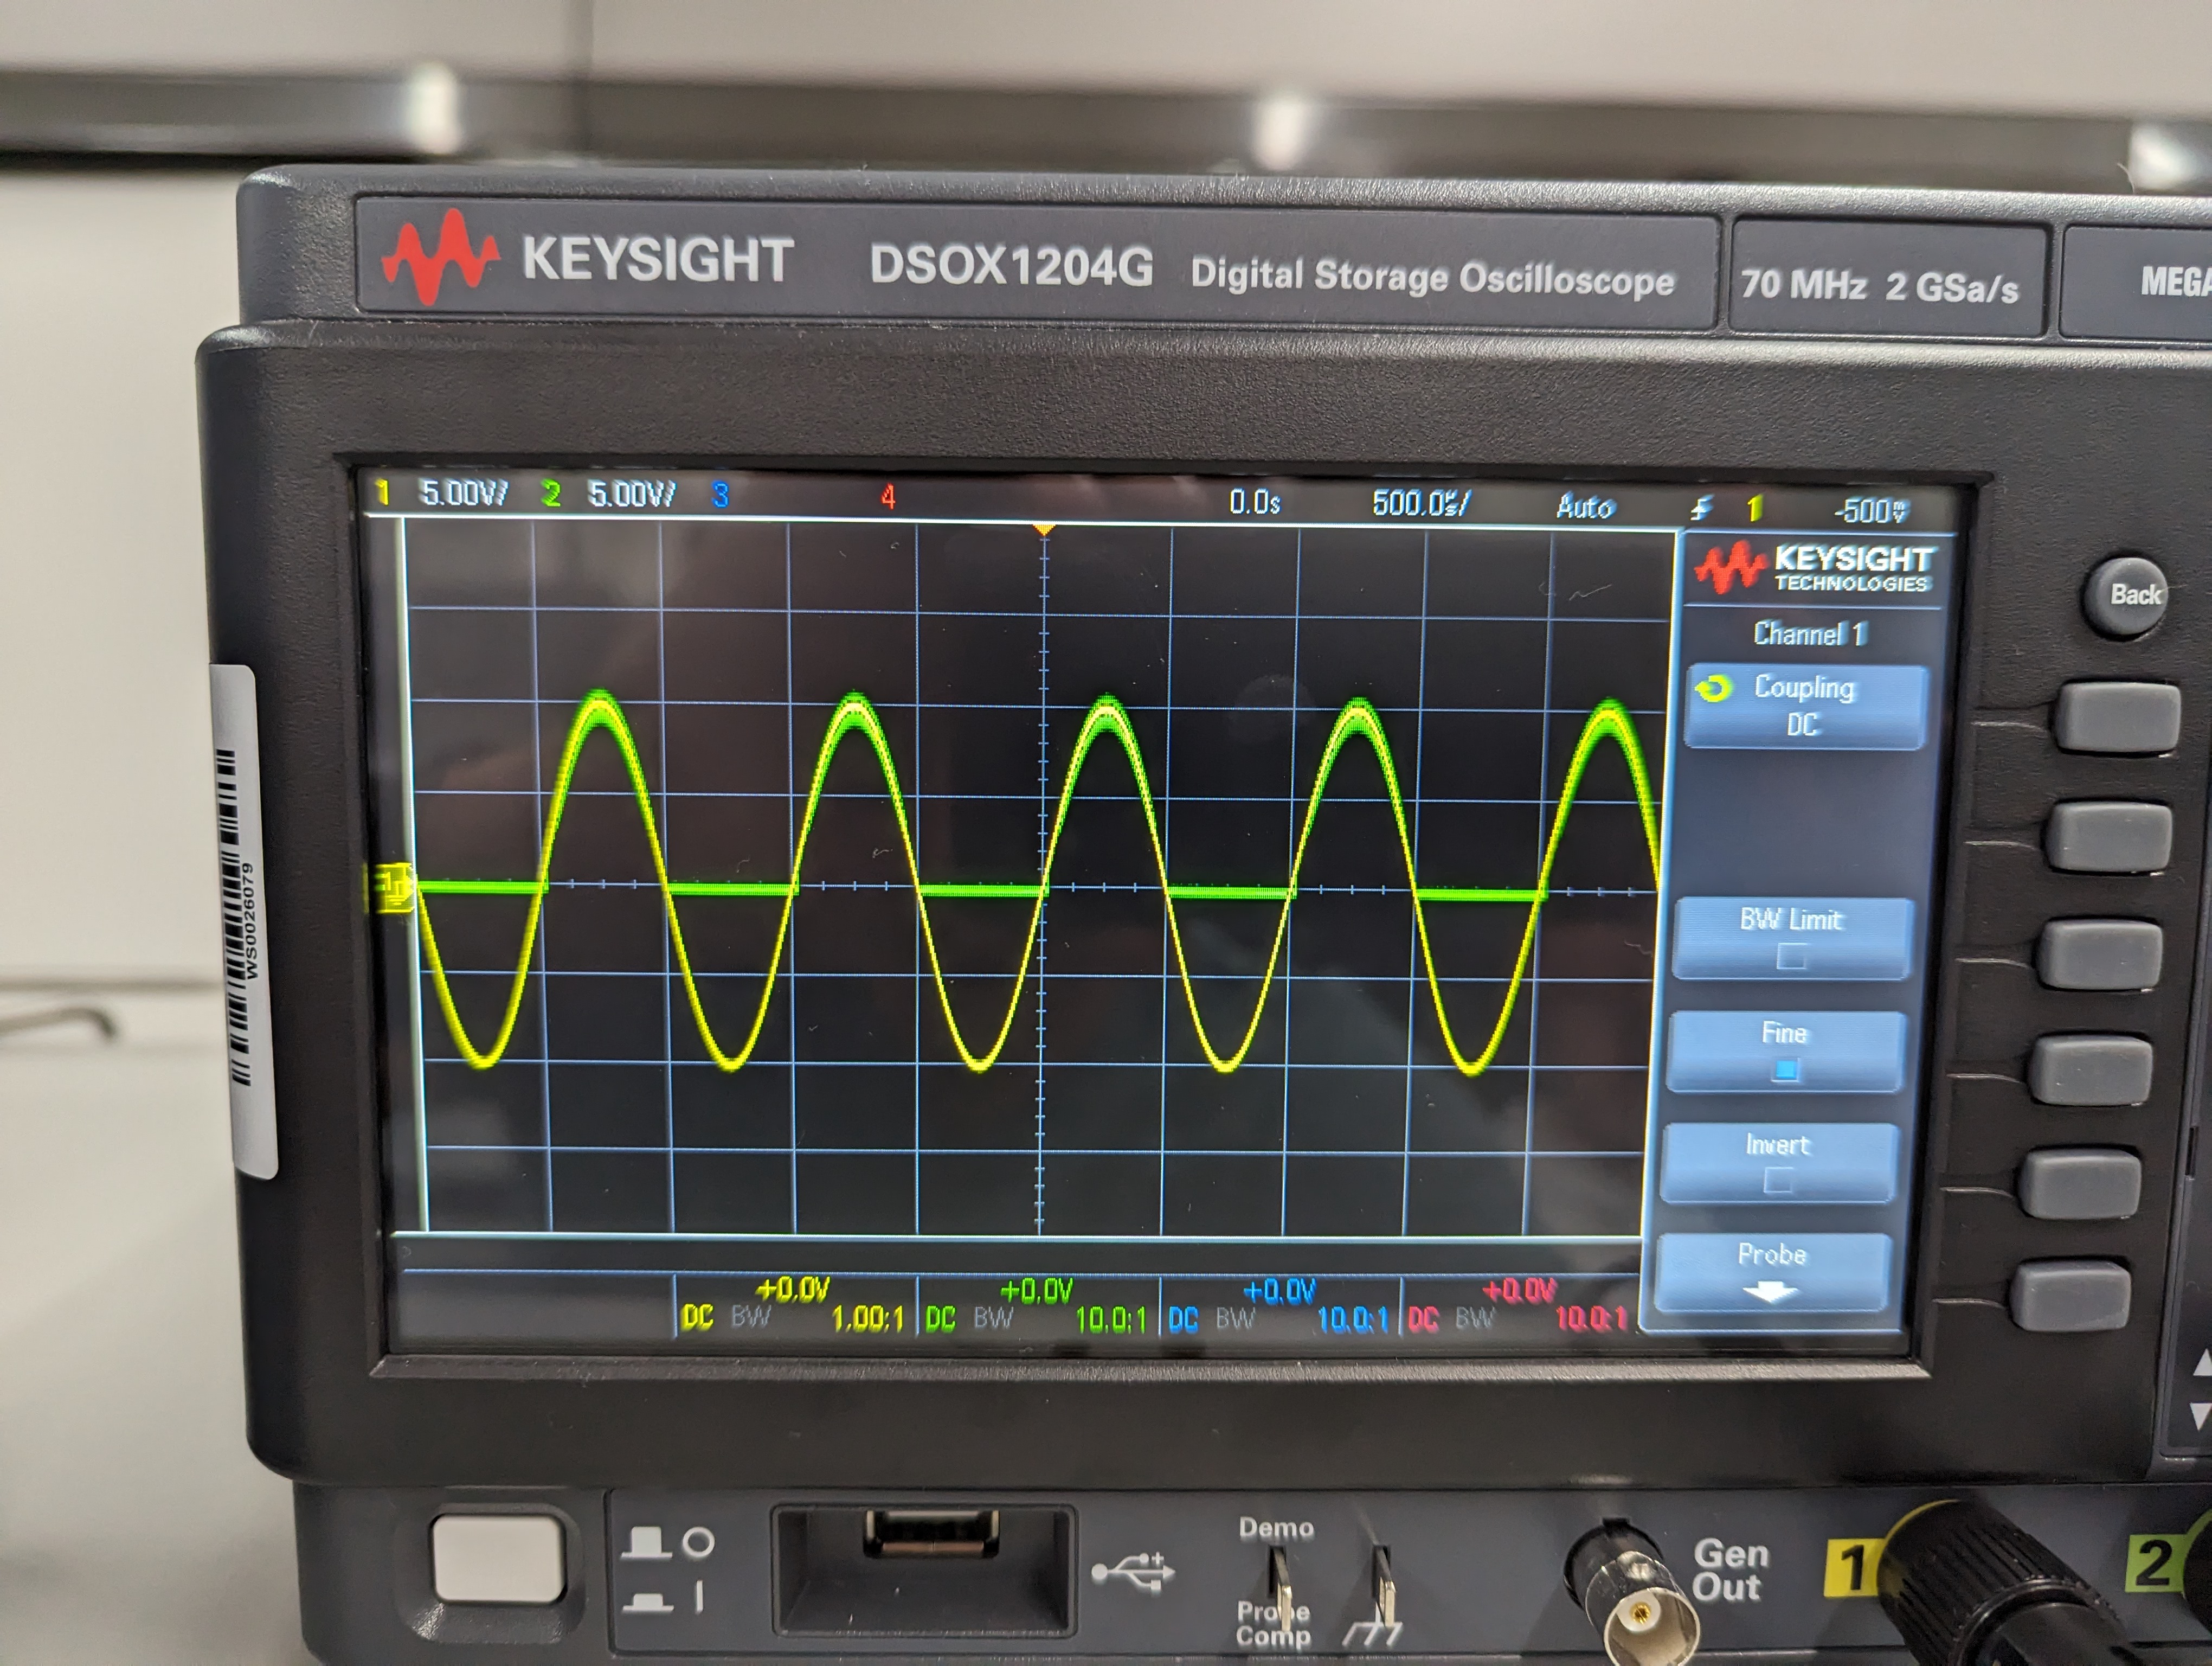 KEYSIGHT DSOX1204G Digital Storage Oscilloscope 70 MHz 2 GSa/s MEGA
1 5.00V/ 2 5.00V/ 3 4 0.0s 500.0us/ Auto 1 -500mV
KEYSIGHT
TECHNOLOGIES
Channel 1
Coupling
DC
BW Limit
Fine
Invert
Probe
+0.0V +0.0V +0.0V +0.0V
DC BW 1.00:1 DC BW 10.0:1 DC BW 10.0:1 DC BW 10.0:1
Back
WS0026079
Demo
Probe
Comp
Gen
Out
1
2